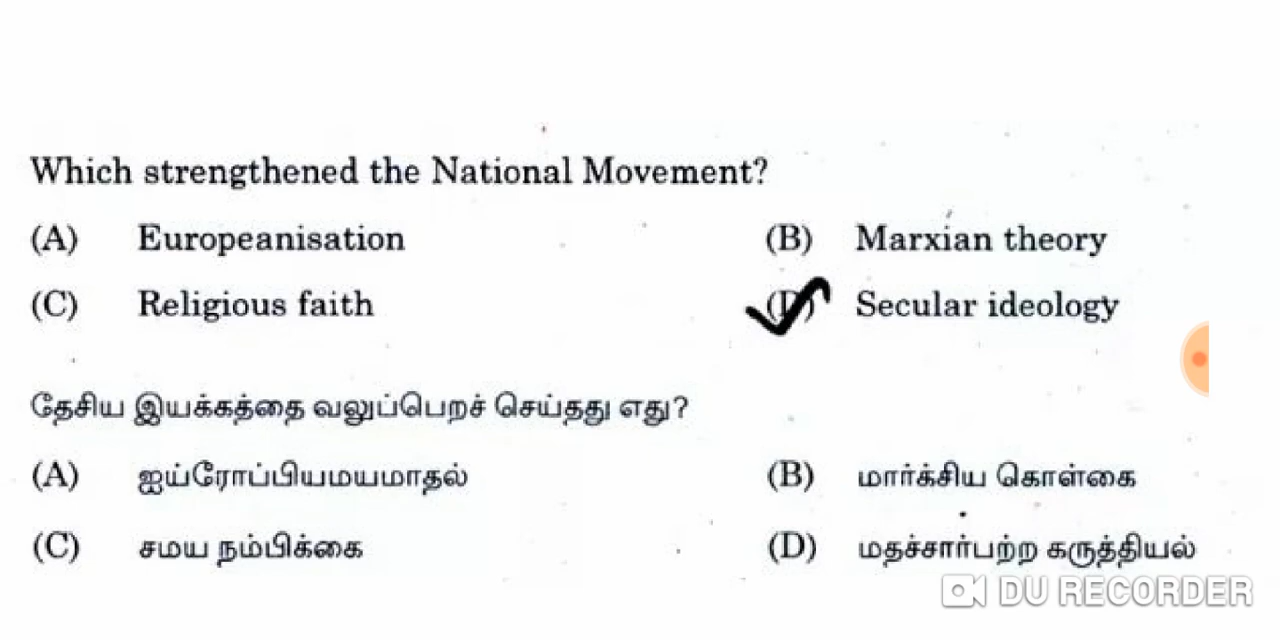 Which strengthened the National Movement?
(A) Europeanisation (B) Marxian theory
(C) Religious faith (D) Secular ideology
தேசிய இயக்கத்தை வலுப்பெறச் செய்தது எது?
(A) ஐய்ரோப்பியமயமாதல் (B) மார்க்சிய கொள்கை
(C) சமய நம்பிக்கை (D) மதச்சார்பற்ற கருத்தியல்
DU RECORDER